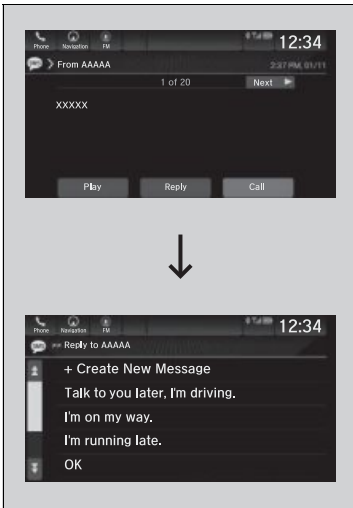 Phone Navigation FM 12:34
From AAAAA 2:37 PM, 01/11
1 of 20 Next
xxxxx
Play Reply Call
Phone Navigation FM 12:34
Reply to AAAAA
+ Create New Message
Talk to you later, I'm driving.
I'm on my way.
I'm running late.
OK